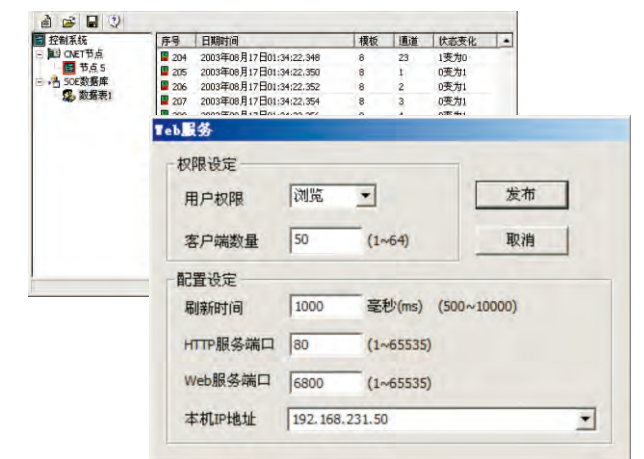 控制系统
CNET节点
节点5
SOE数据库
数据表1
序号 日期时间 模板 通道 状态变化
204 2003年08月17日01:34:22.348 8 23 1变为0
205 2003年08月17日01:34:22.350 8 1 0变为1
206 2003年08月17日01:34:22.352 8 2 0变为1
207 2003年08月17日01:34:22.354 8 3 0变为1
Web服务
权限设定
用户权限 浏览
发布
客户端数量 50 (1~64)
取消
配置设定
刷新时间 1000 毫秒(ms) (500~10000)
HTTP服务端口 80 (1~65535)
Web服务端口 6800 (1~65535)
本机IP地址 192.168.231.50